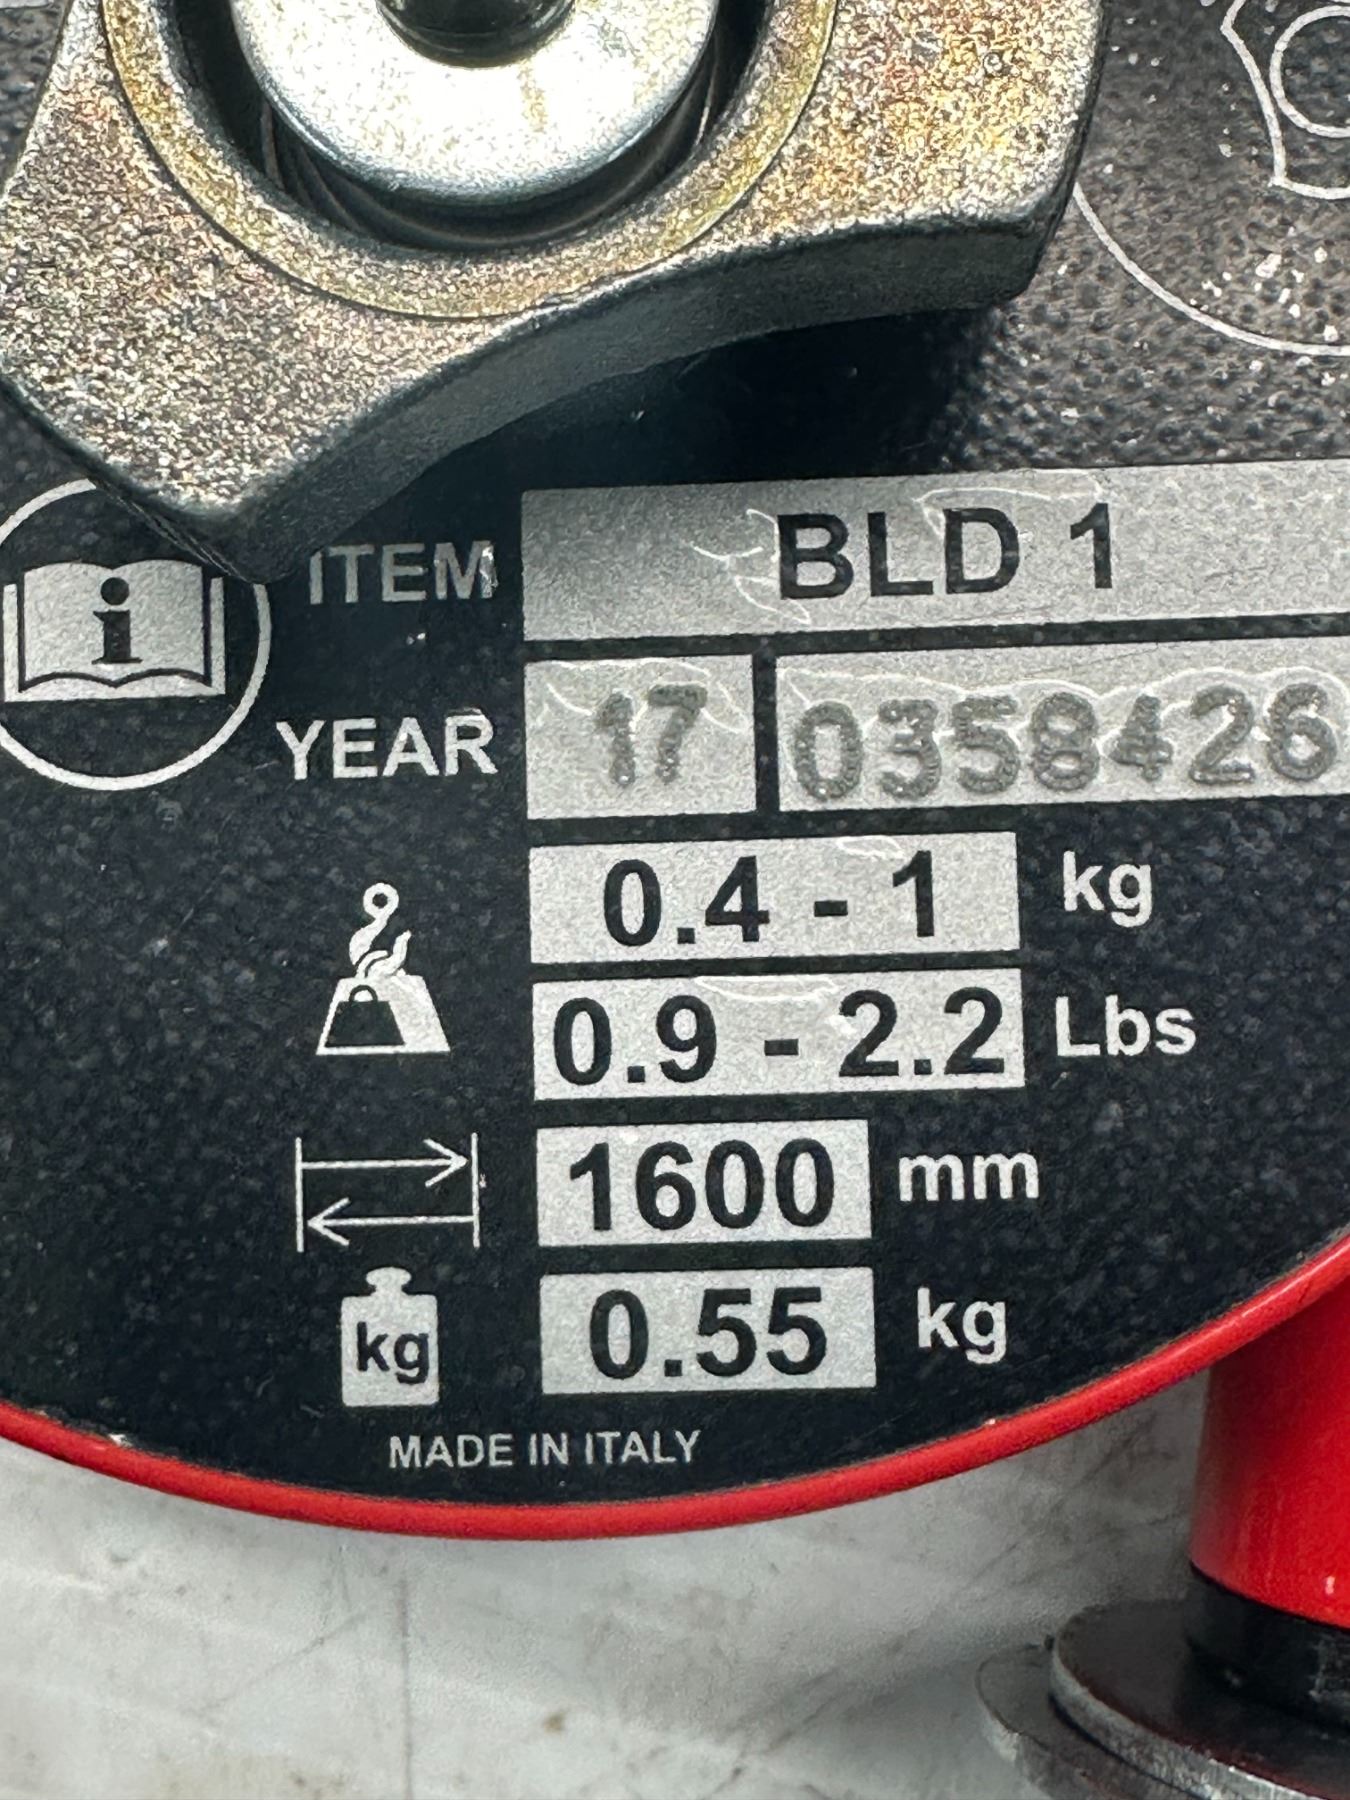 ITEM BLD 1
YEAR 17 0358426
0.4 - 1 kg
0.9 - 2.2 Lbs
1600 mm
kg 0.55 kg
MADE IN ITALY